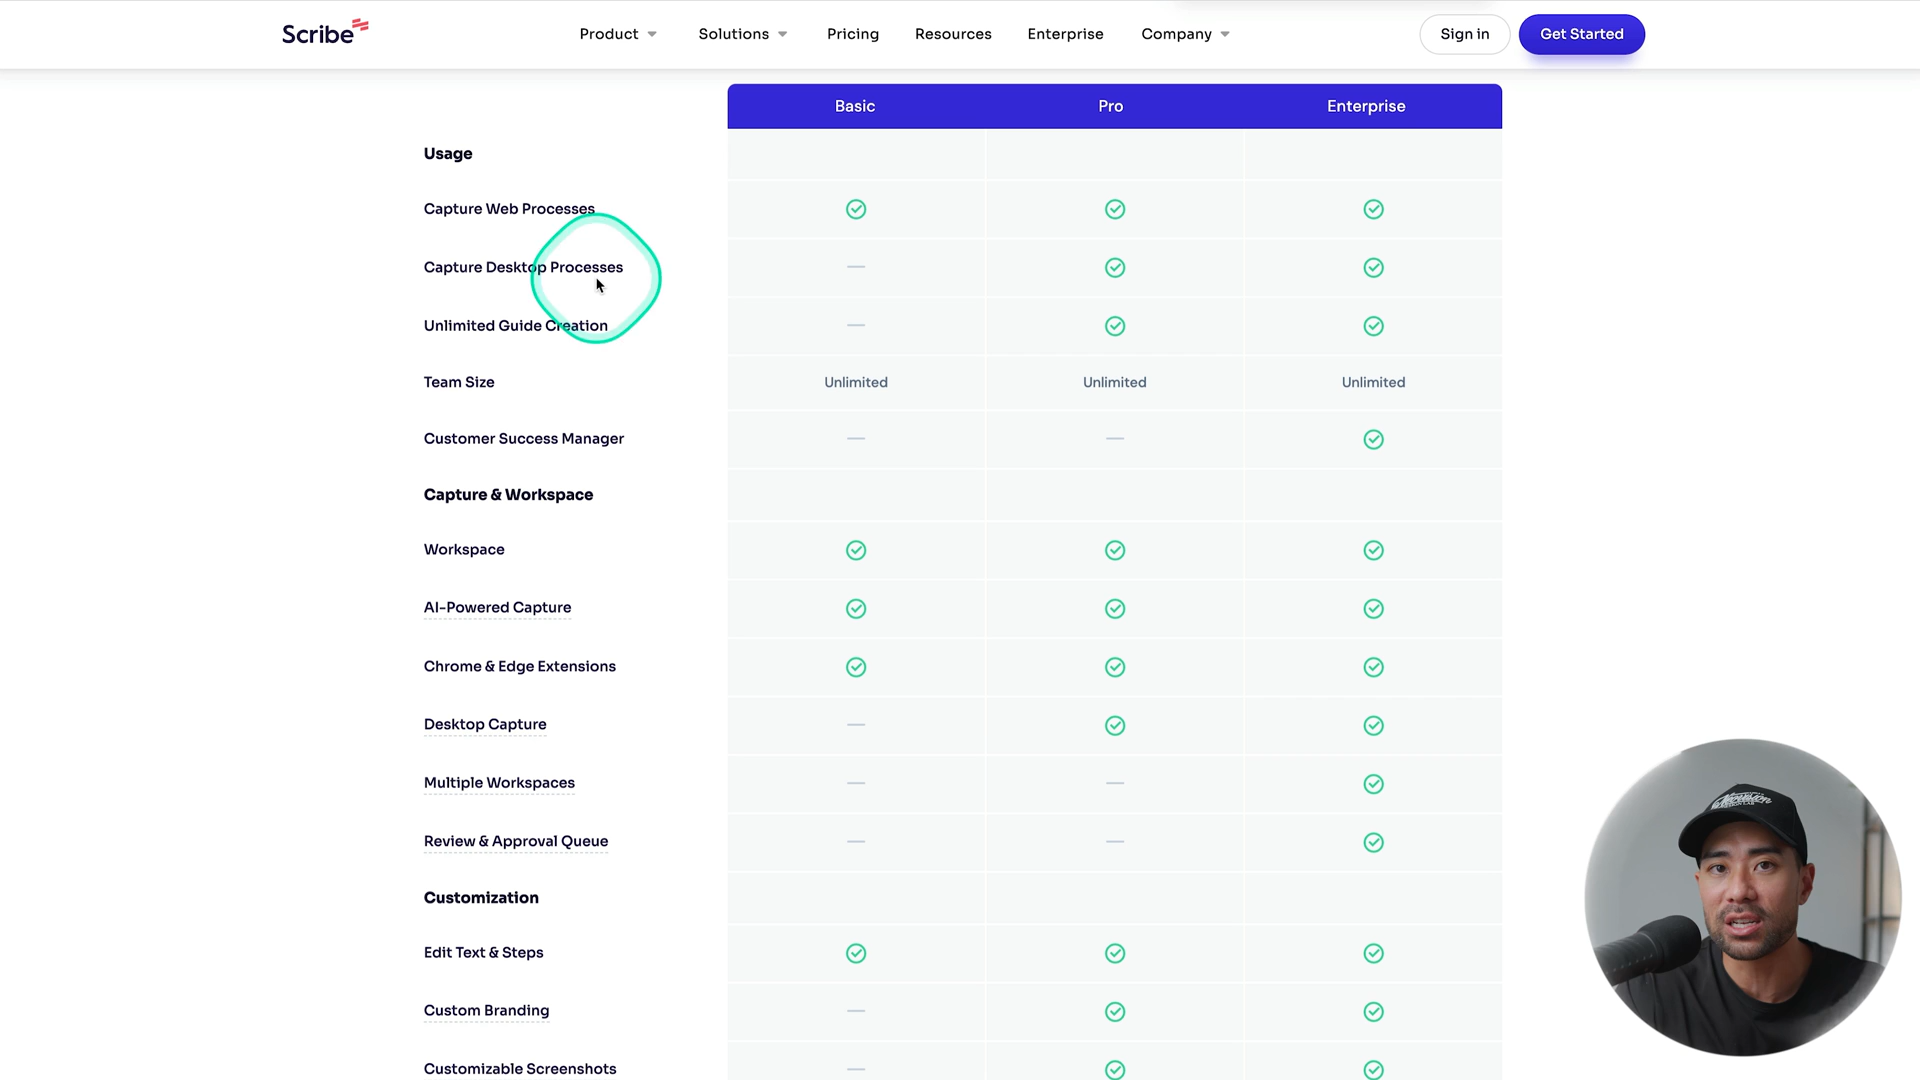 Scribe Product Solutions Pricing Resources Enterprise Company Sign in Get Started
Basic Pro Enterprise
Usage
Capture Web Processes
Capture Desktop Processes
Unlimited Guide Creation
Team Size Unlimited Unlimited Unlimited
Customer Success Manager
Capture & Workspace
Workspace
AI-Powered Capture
Chrome & Edge Extensions
Desktop Capture
Multiple Workspaces
Review & Approval Queue
Customization
Edit Text & Steps
Custom Branding
Customizable Screenshots